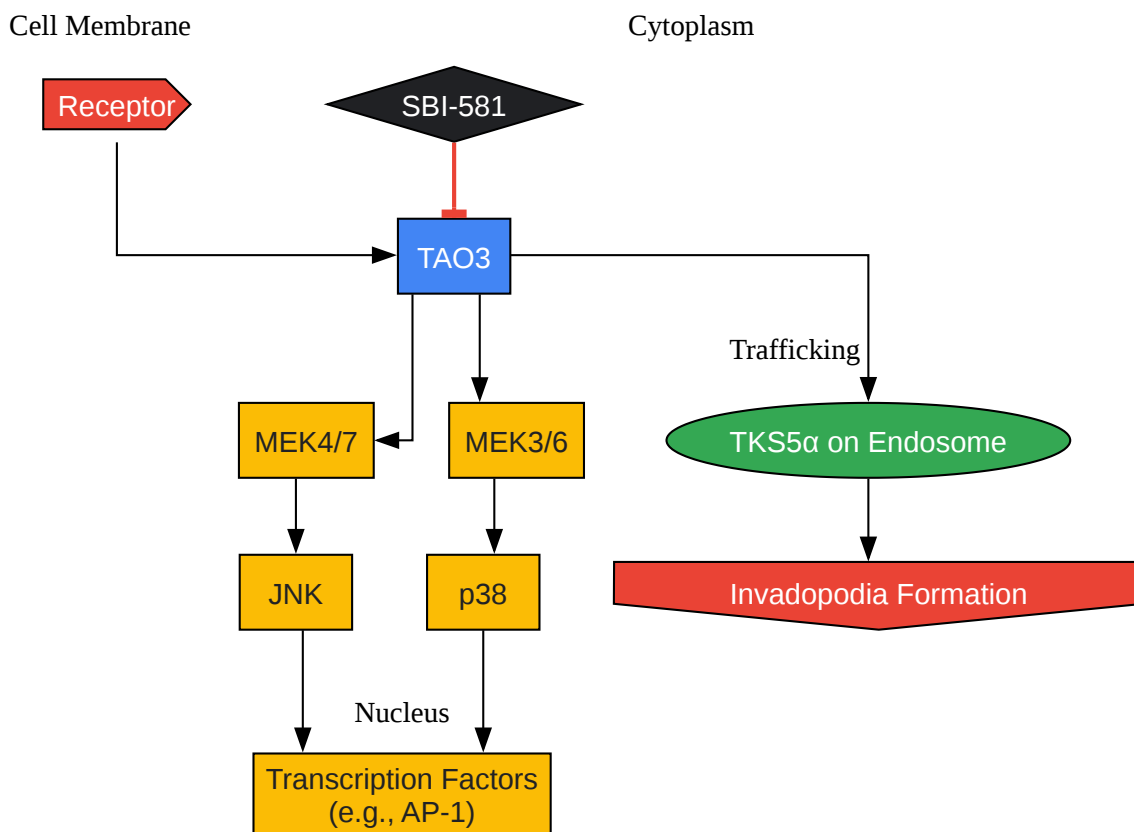 Cell Membrane
Cytoplasm
Receptor
SBI-581
TAO3
Trafficking
MEK4/7
MEK3/6
TKS5α on Endosome
JNK
p38
Invadopodia Formation
Nucleus
Transcription Factors
(e.g., AP-1)